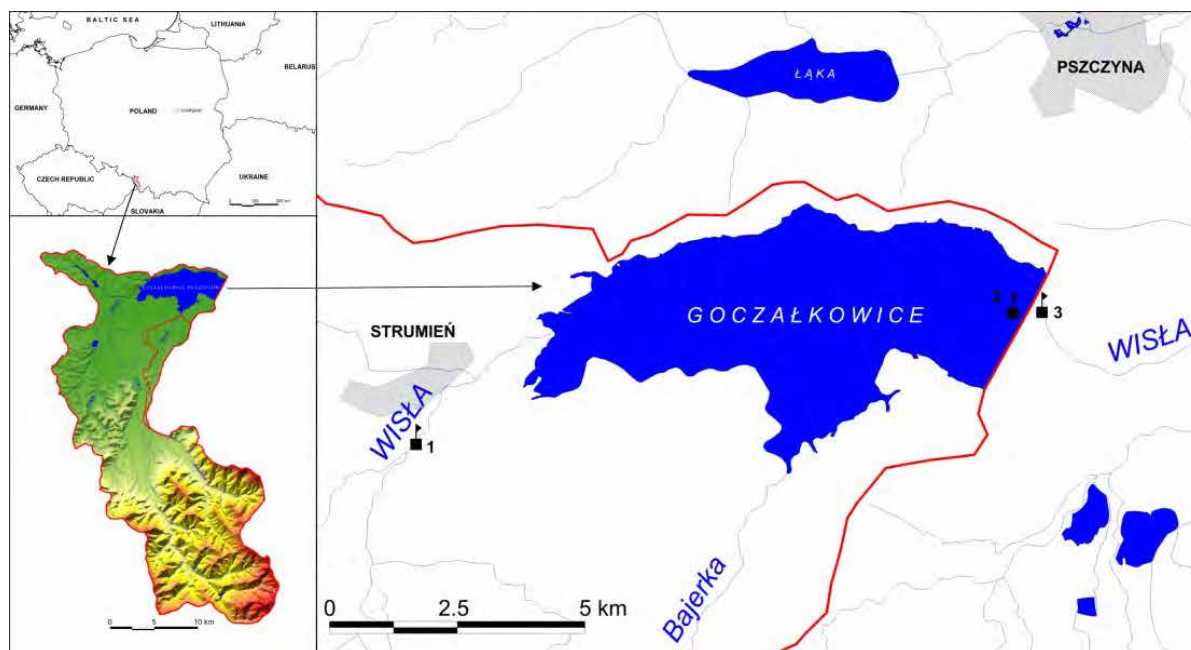 BALTIC SEA
LITHUANIA
BELARUS
GERMANY
POLAND
CZECH REPUBLIC
UKRAINE
SLOVAKIA
0 5 10 km
ŁĄKA
PSZCZYNA
GOCZAŁKOWICE
2
3
STRUMIEŃ
WISŁA
WISŁA
1
Bajerka
0 2.5 5 km